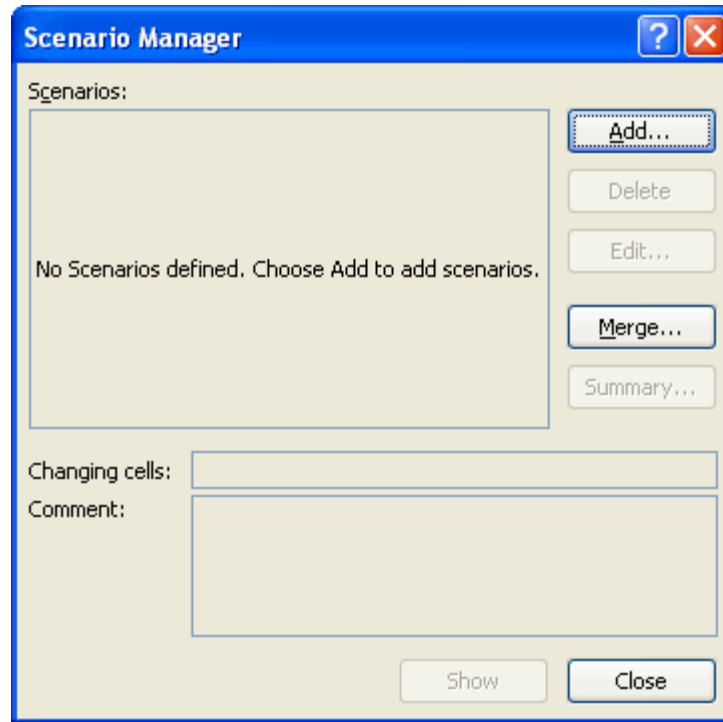 Scenario Manager
Scenarios:
Add...
Delete
No Scenarios defined. Choose Add to add scenarios.
Edit...
Merge...
Summary...
Changing cells:
Comment:
Show
Close